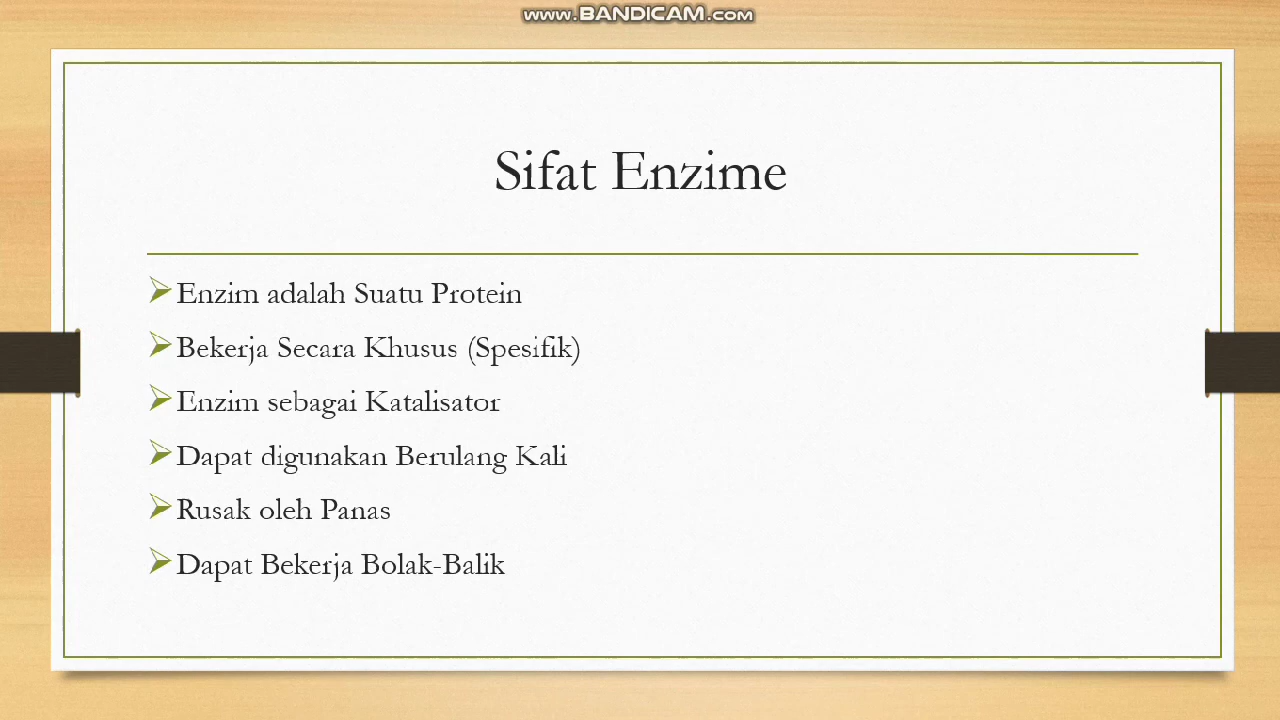 www.BANDICAM.com
Sifat Enzime
Enzim adalah Suatu Protein
Bekerja Secara Khusus (Spesifik)
Enzim sebagai Katalisator
Dapat digunakan Berulang Kali
Rusak oleh Panas
Dapat Bekerja Bolak-Balik